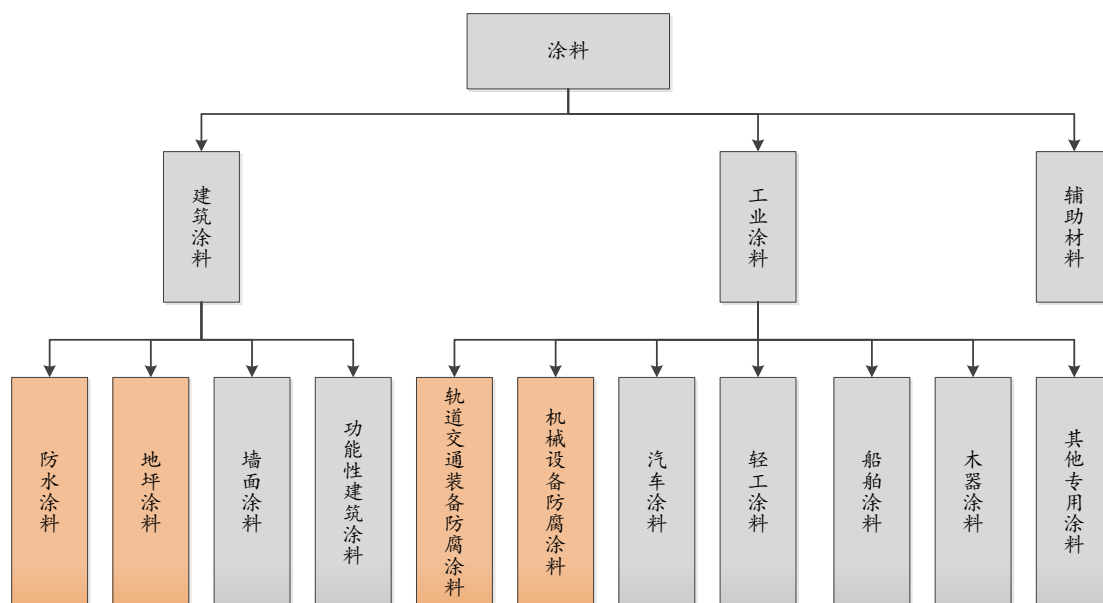 涂料
建筑涂料
工业涂料
辅助材料
防水涂料
地坪涂料
墙面涂料
功能性建筑涂料
轨道交通装备防腐涂料
机械设备防腐涂料
汽车涂料
轻工涂料
船舶涂料
木器涂料
其他专用涂料